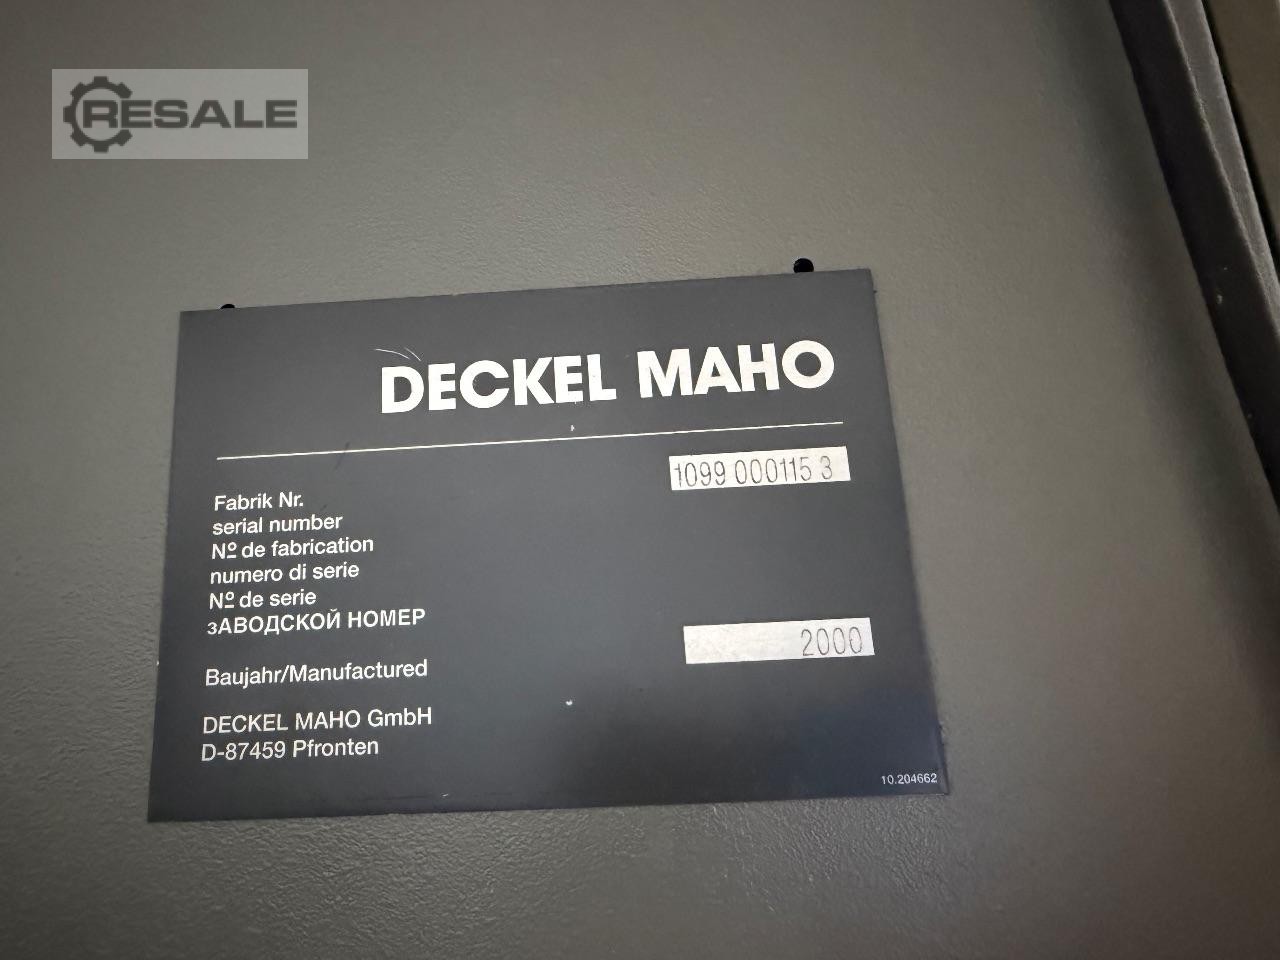 RESALE
DECKEL MAHO
1099 000115 3
Fabrik Nr.
serial number
Nº de fabrication
numero di serie
Nº de serie
зАВОДСКОЙ НОМЕР
2000
Baujahr/Manufactured
DECKEL MAHO GmbH
D-87459 Pfronten
10.204662